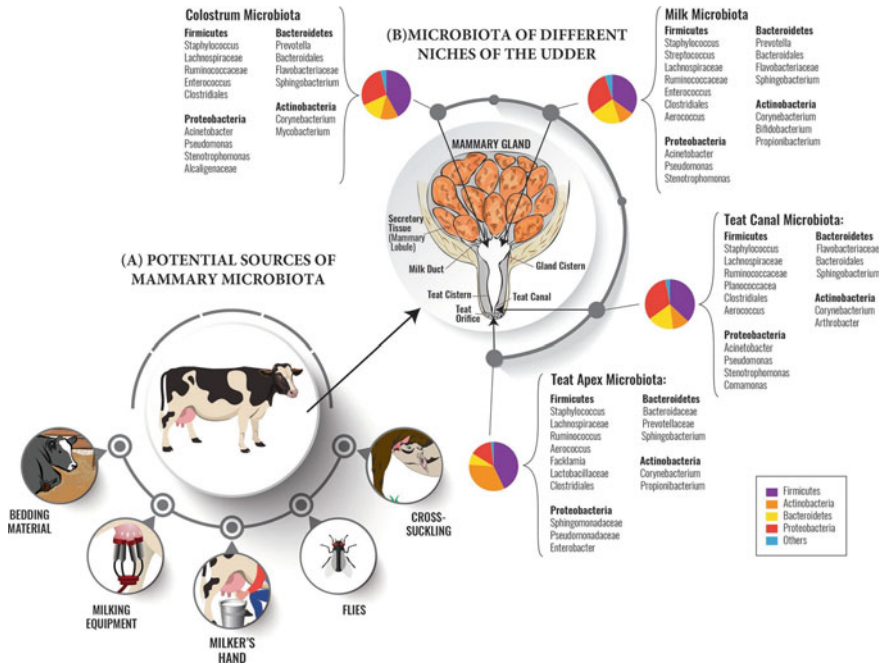 Colostrum Microbiota
Firmicutes
Staphylococcus
Lachnospiraceae
Ruminococcaceae
Enterococcus
Clostridiales
Proteobacteria
Acinetobacter
Pseudomonas
Stenotrophomonas
Alcaligenaceae
Bacteroidetes
Prevotella
Bacteroidales
Flavobacteriaceae
Sphingobacterium
Actinobacteria
Corynebacterium
Mycobacterium
(B)MICROBIOTA OF DIFFERENT
NICHES OF THE UDDER
Milk Microbiota
Firmicutes
Staphylococcus
Streptococcus
Lachnospiraceae
Ruminococcaceae
Enterococcus
Clostridiales
Aerococcus
Proteobacteria
Acinetobacter
Pseudomonas
Stenotrophomonas
Bacteroidetes
Prevotella
Bacteroidales
Flavobacteriaceae
Sphingobacterium
Actinobacteria
Corynebacterium
Bifidobacterium
Propionibacterium
MAMMARY GLAND
Secretory
Tissue
(Mammary
Lobule)
Milk Duct
Gland Cistern
Teat Cistern
Teat Canal
Teat
Orifice
Teat Canal Microbiota:
Firmicutes
Staphylococcus
Lachnospiraceae
Ruminococcaceae
Planococcacea
Clostridiales
Aerococcus
Proteobacteria
Acinetobacter
Pseudomonas
Stenotrophomonas
Comamonas
Bacteroidetes
Flavobacteriaceae
Bacteroidales
Sphingobacterium
Actinobacteria
Corynebacterium
Arthrobacter
(A) POTENTIAL SOURCES OF
MAMMARY MICROBIOTA
BEDDING
MATERIAL
MILKING
EQUIPMENT
MILKER'S
HAND
FLIES
CROSS-
SUCKLING
Teat Apex Microbiota:
Firmicutes
Staphylococcus
Lachnospiraceae
Ruminococcus
Aerococcus
Facklamia
Lactobacillaceae
Clostridiales
Proteobacteria
Sphingomonadaceae
Pseudomonadaceae
Enterobacter
Bacteroidetes
Bacteroidaceae
Prevotellaceae
Sphingobacterium
Actinobacteria
Corynebacterium
Propionibacterium
Firmicutes
Actinobacteria
Bacteroidetes
Proteobacteria
Others